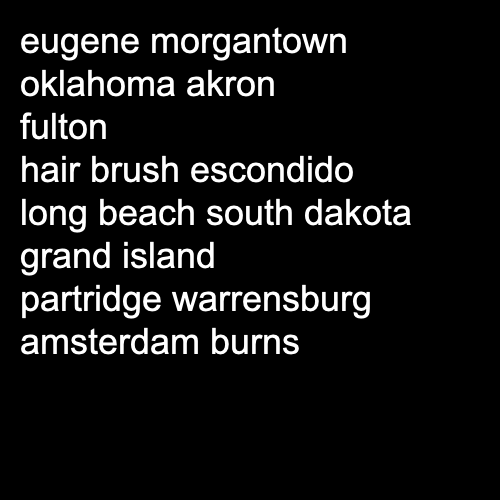 eugene morgantown
oklahoma akron
fulton
hair brush escondido
long beach south dakota
grand island
partridge warrensburg
amsterdam burns